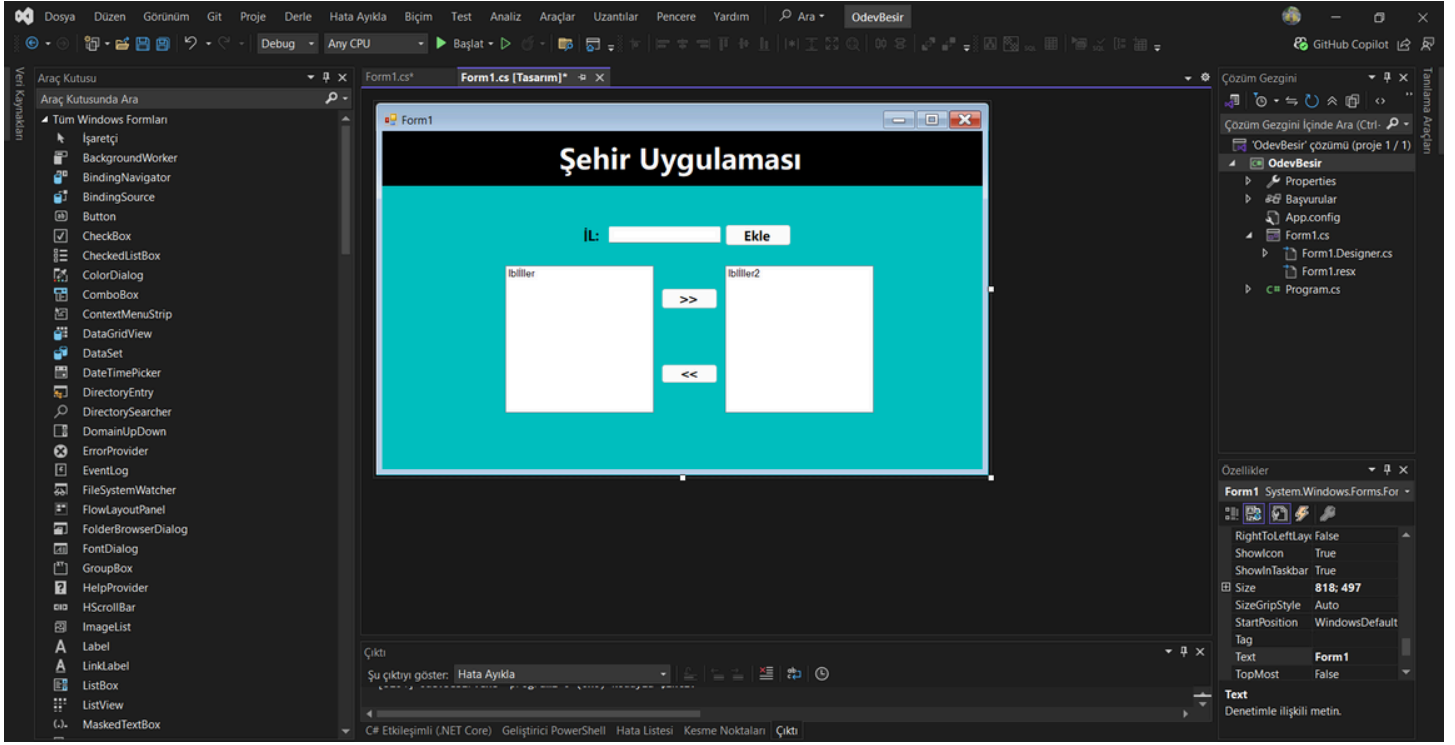 Dosya Düzen Görünüm Git Proje Derle Hata Ayıkla Biçim Test Analiz Araçlar Uzantılar Pencere Yardım Ara OdevBesir
Debug Any CPU Başlat GitHub Copilot
Veri Kaynakları
Araç Kutusu
Araç Kutusunda Ara
Tüm Windows Formları
İşaretçi
BackgroundWorker
BindingNavigator
BindingSource
Button
CheckBox
CheckedListBox
ColorDialog
ComboBox
ContextMenuStrip
DataGridView
DataSet
DateTimePicker
DirectoryEntry
DirectorySearcher
DomainUpDown
ErrorProvider
EventLog
FileSystemWatcher
FlowLayoutPanel
FolderBrowserDialog
FontDialog
GroupBox
HelpProvider
HScrollBar
ImageList
Label
LinkLabel
ListBox
ListView
MaskedTextBox
Form1.cs* Form1.cs [Tasarım]*
Form1
Şehir Uygulaması
İL: Ekle
lblİller lblİller2
>>
<<
Çıktı
Şu çıktıyı göster: Hata Ayıkla
C# Etkileşimli (.NET Core) Geliştirici PowerShell Hata Listesi Kesme Noktaları Çıktı
Çözüm Gezgini
Çözüm Gezgini İçinde Ara (Ctrl-
'OdevBesir' çözümü (proje 1 / 1)
OdevBesir
Properties
Başvurular
App.config
Form1.cs
Form1.Designer.cs
Form1.resx
C# Program.cs
Özellikler
Form1 System.Windows.Forms.For
RightToLeftLayo False
ShowIcon True
ShowInTaskbar True
Size 818; 497
SizeGripStyle Auto
StartPosition WindowsDefault
Tag
Text Form1
TopMost False
Text
Denetimle ilişkili metin.
Tanılama Araçları